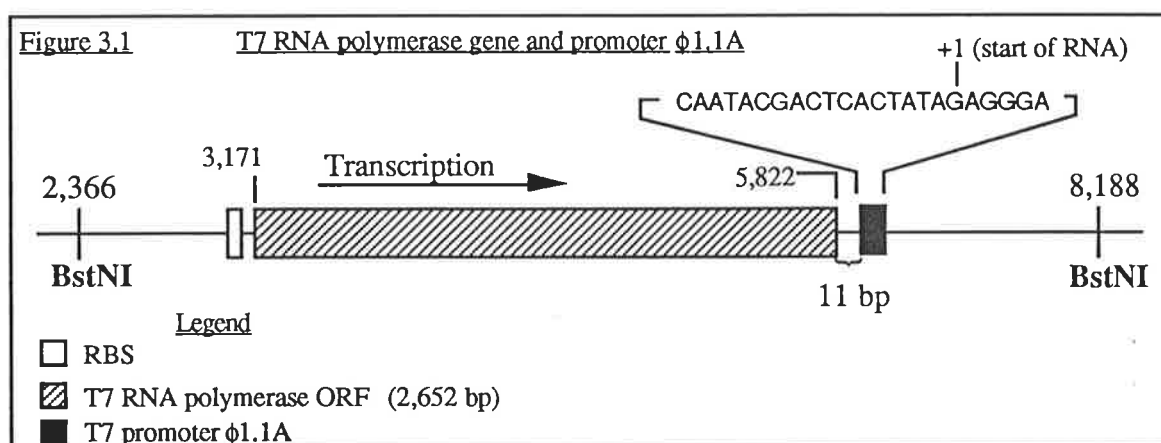 Figure 3.1 T7 RNA polymerase gene and promoter ϕ1.1A
+1 (start of RNA)
CAATACGACTCACTATAGAGGGA
3,171
Transcription
5,822
2,366
8,188
BstNI
BstNI
11 bp
Legend
RBS
T7 RNA polymerase ORF (2,652 bp)
T7 promoter ϕ1.1A